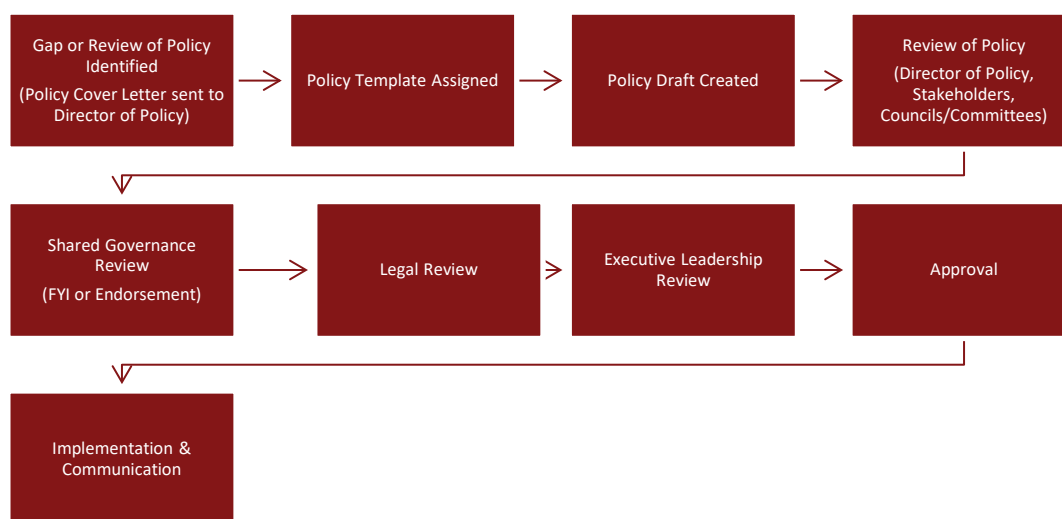 Gap or Review of Policy
Identified
(Policy Cover Letter sent to
Director of Policy)
Policy Template Assigned
Policy Draft Created
Review of Policy
(Director of Policy,
Stakeholders,
Councils/Committees)
Shared Governance
Review
(FYI or Endorsement)
Legal Review
Executive Leadership
Review
Approval
Implementation &
Communication